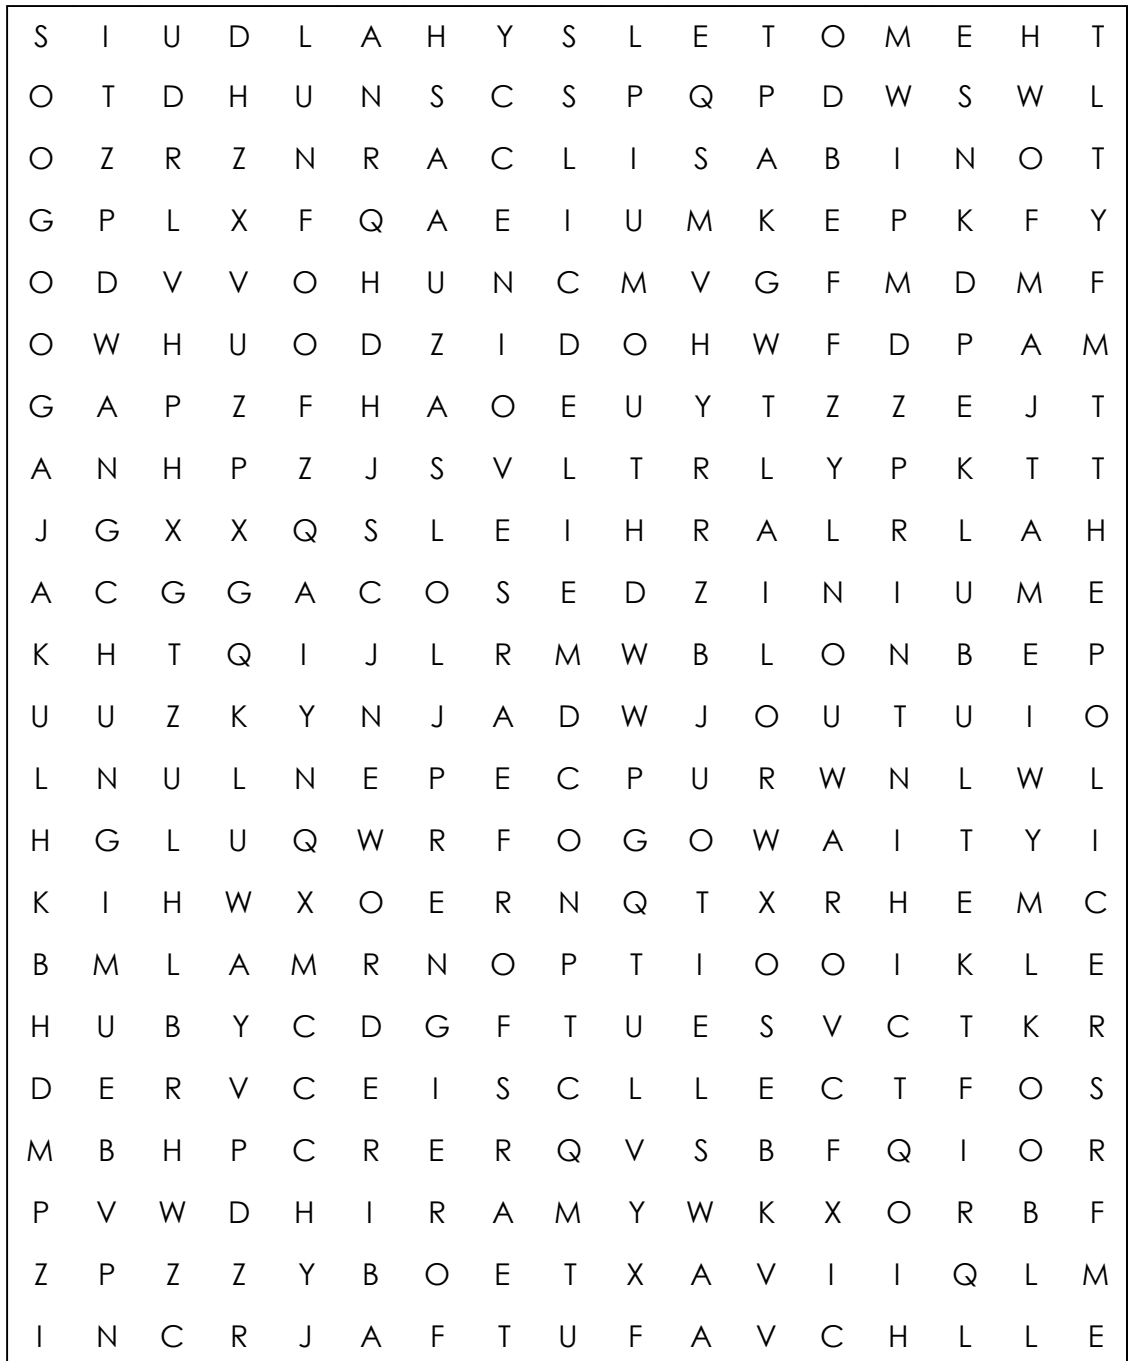 S I U D L A H Y S L E T O M E H T
O T D H U N S C S P Q P D W S W L
O Z R Z N R A C L I S A B I N O T
G P L X F Q A E I U M K E P K F Y
O D V V O H U N C M V G F M D M F
O W H U O D Z I D O H W F D P A M
G A P Z F H A O E U Y T Z Z E J T
A N H P Z J S V L T R L Y P K T T
J G X X Q S L E I H R A L R L A H
A C G G A C O S E D Z I N I U M E
K H T Q I J L R M W B L O N B E P
U U Z K Y N J A D W J O U T U I O
L N U L N E P E C P U R W N L W L
H G L U Q W R F O G O W A I T Y I
K I H W X O E R N Q T X R H E M C
B M L A M R N O P T I O O I K L E
H U B Y C D G F T U E S V C T K R
D E R V C E I S C L L E C T F O S
M B H P C R E R Q V S B F Q I O R
P V W D H I R A M Y W K X O R B F
Z P Z Z Y B O E T X A V I I Q L M
I N C R J A F T U F A V C H L L E